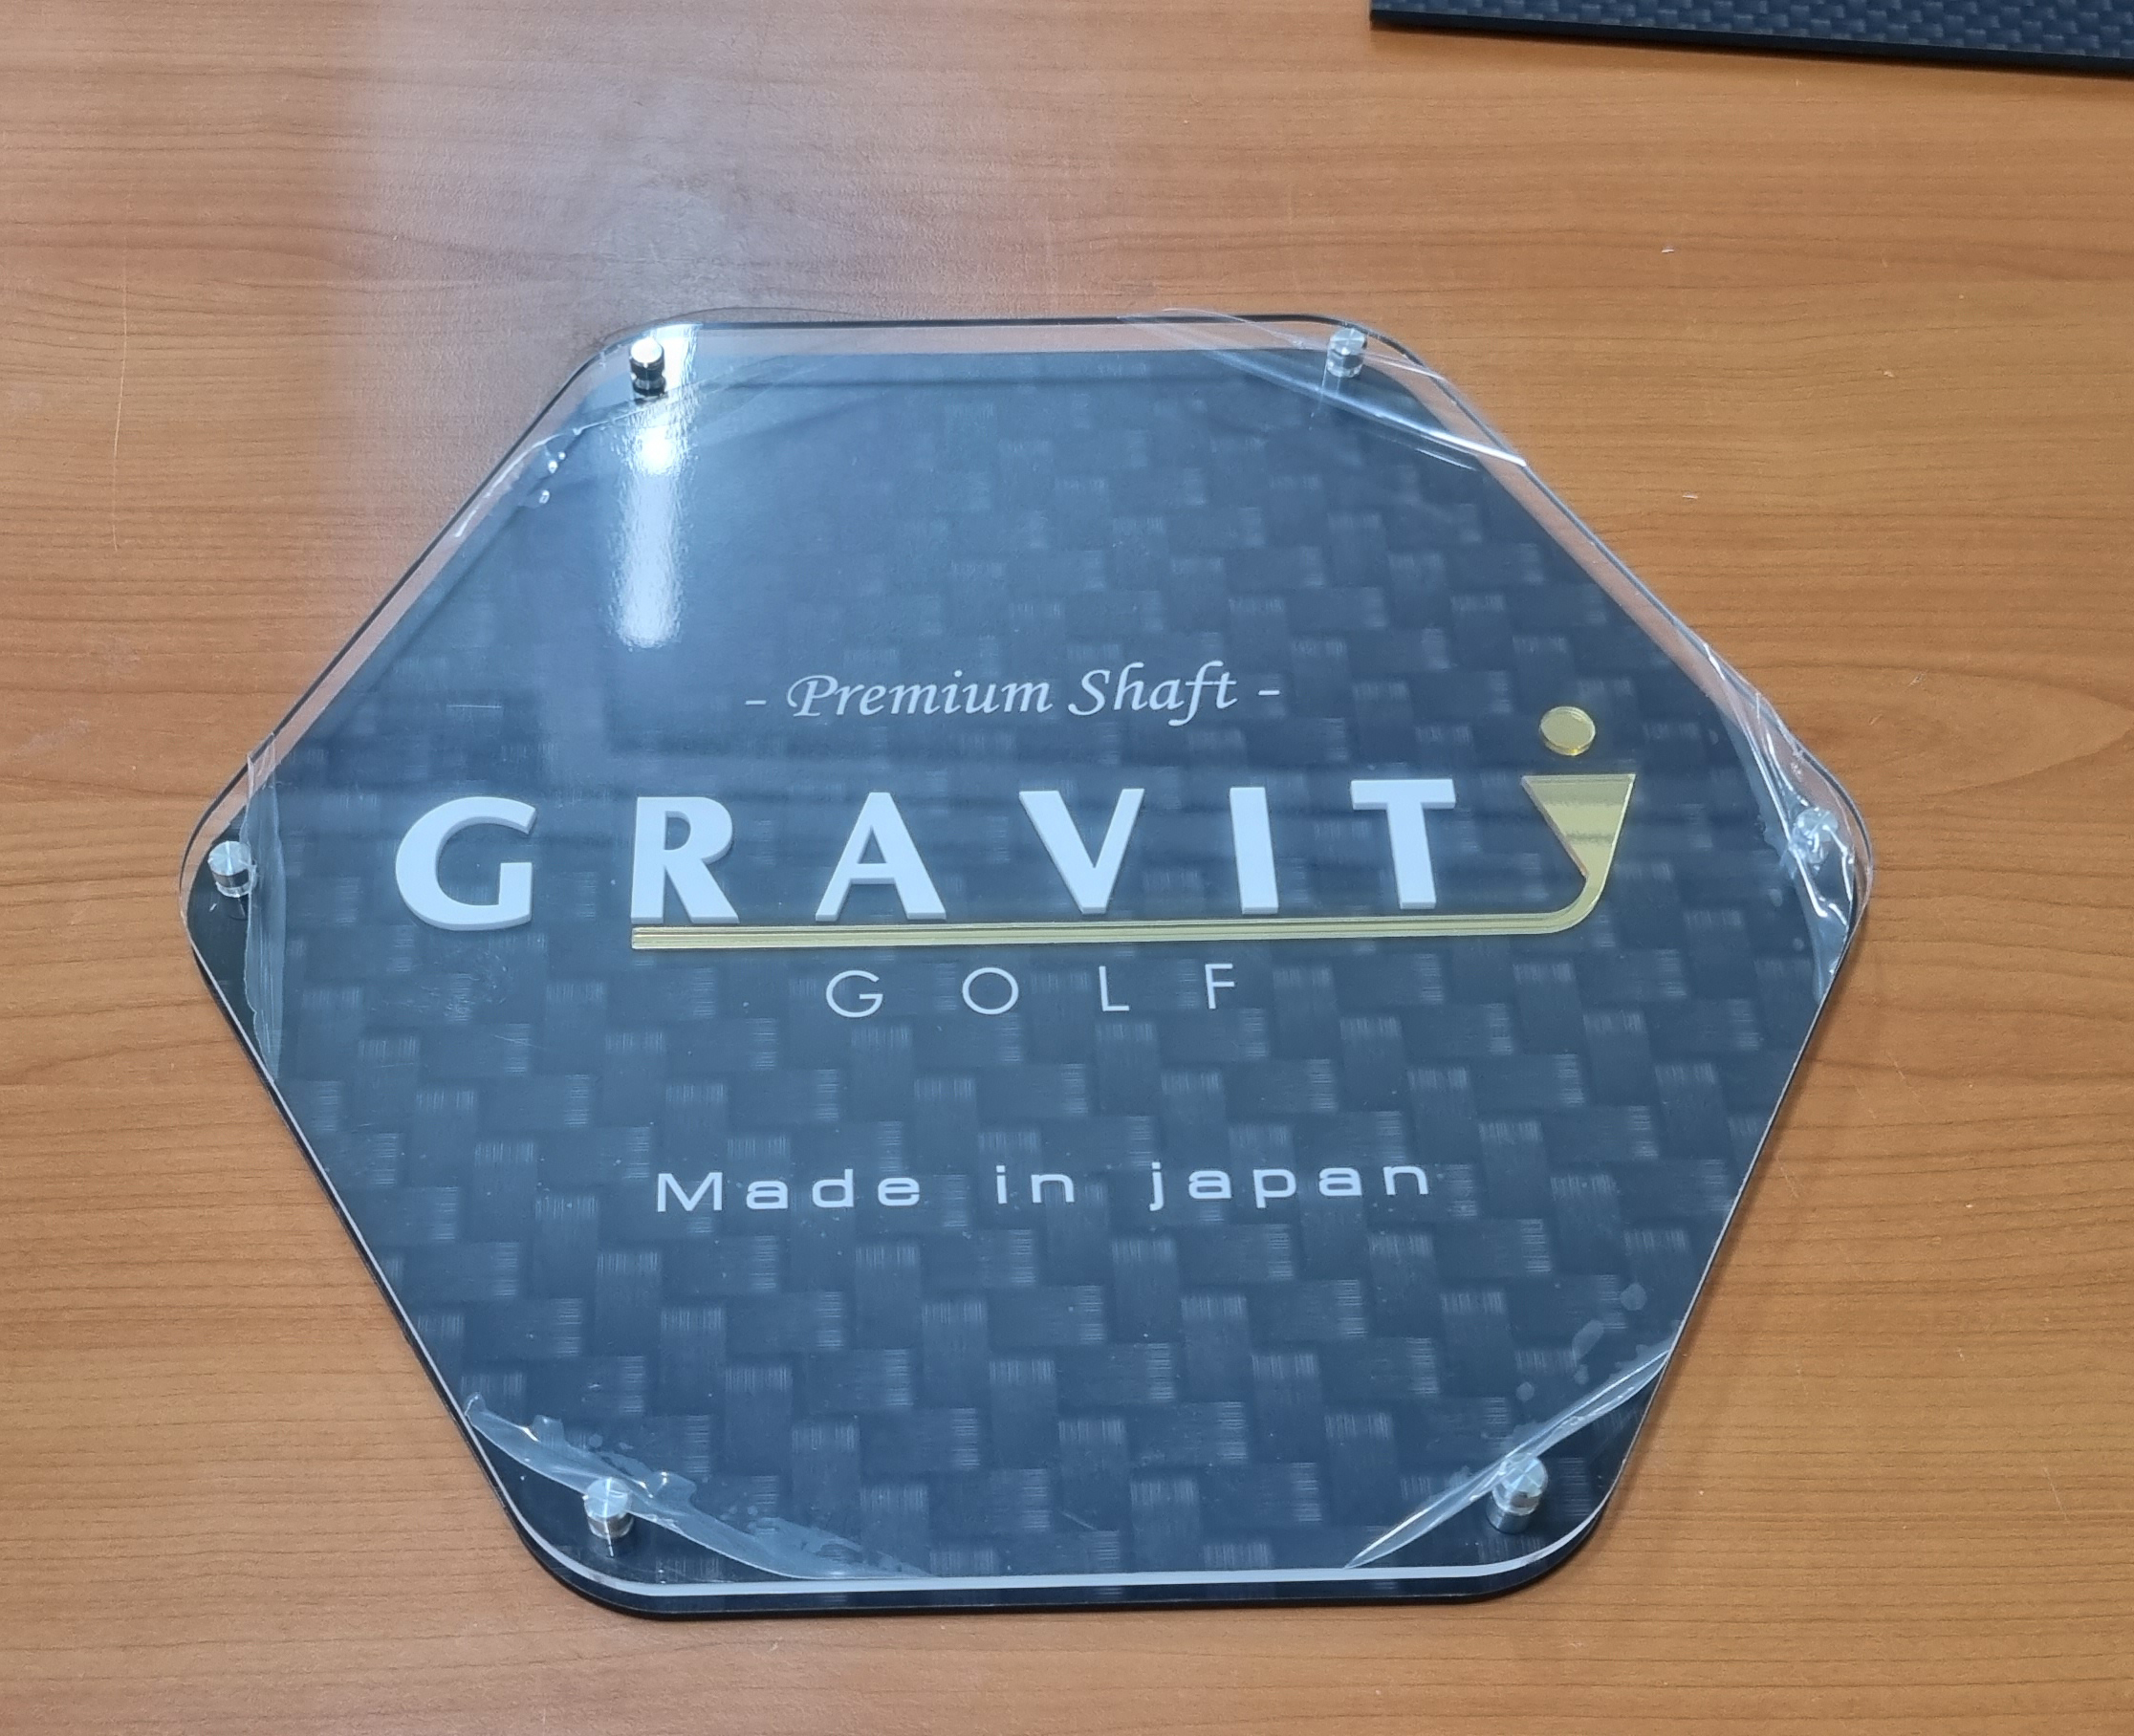 - Premium Shaft -
GRAVITY
GOLF
Made in japan